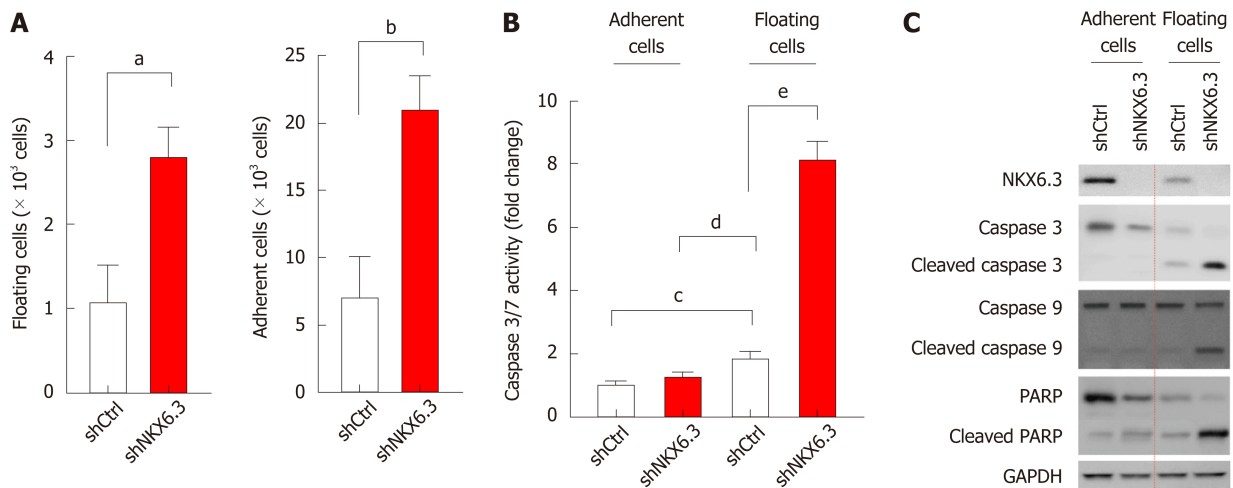 A
4
3
2
1
0
Floating cells (× 10³ cells)
a
shCtrl
shNKX6.3
25
20
15
10
5
0
Adherent cells (× 10³ cells)
b
shCtrl
shNKX6.3
B
Adherent
cells
Floating
cells
10
8
6
4
2
0
Caspase 3/7 activity (fold change)
c
d
e
shCtrl
shNKX6.3
shCtrl
shNKX6.3
C
Adherent Floating
cells cells
shCtrl
shNKX6.3
shCtrl
shNKX6.3
NKX6.3
Caspase 3
Cleaved caspase 3
Caspase 9
Cleaved caspase 9
PARP
Cleaved PARP
GAPDH